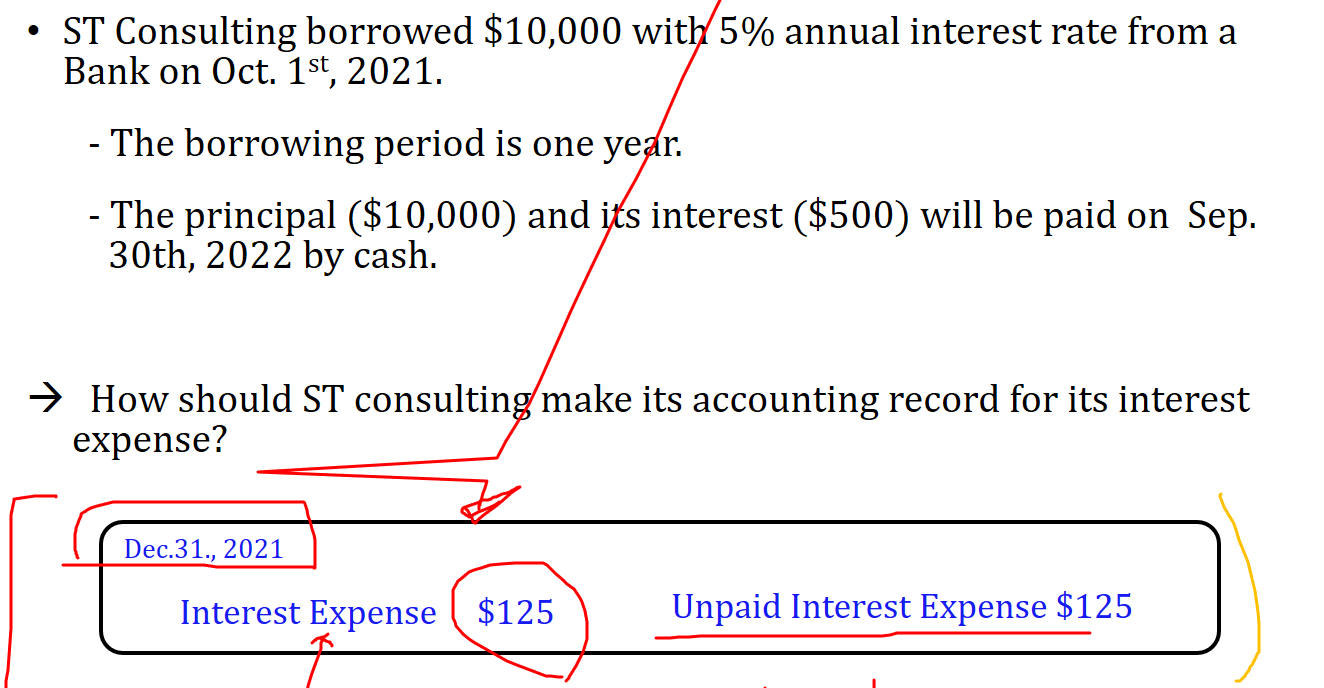 • ST Consulting borrowed $10,000 with 5% annual interest rate from a
Bank on Oct. 1st, 2021.
- The borrowing period is one year.
- The principal ($10,000) and its interest ($500) will be paid on Sep.
30th, 2022 by cash.
→ How should ST consulting make its accounting record for its interest
expense?
Dec.31., 2021
Interest Expense $125 Unpaid Interest Expense $125